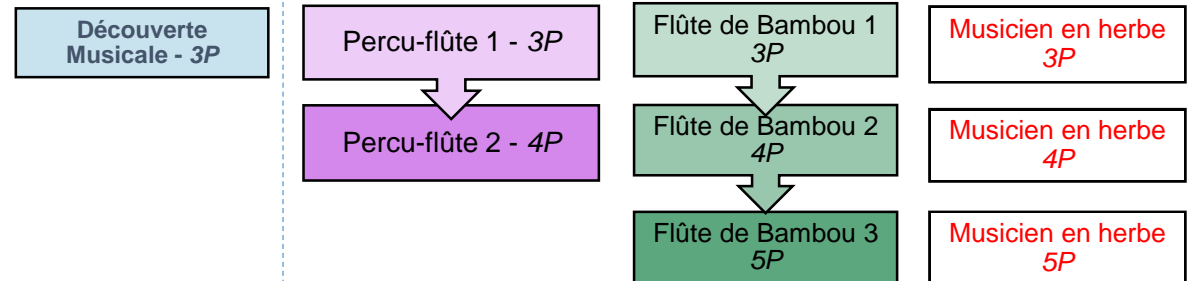 Découverte
Musicale - 3P
Percu-flûte 1 - 3P
Flûte de Bambou 1
3P
Musicien en herbe
3P
Percu-flûte 2 - 4P
Flûte de Bambou 2
4P
Musicien en herbe
4P
Flûte de Bambou 3
5P
Musicien en herbe
5P